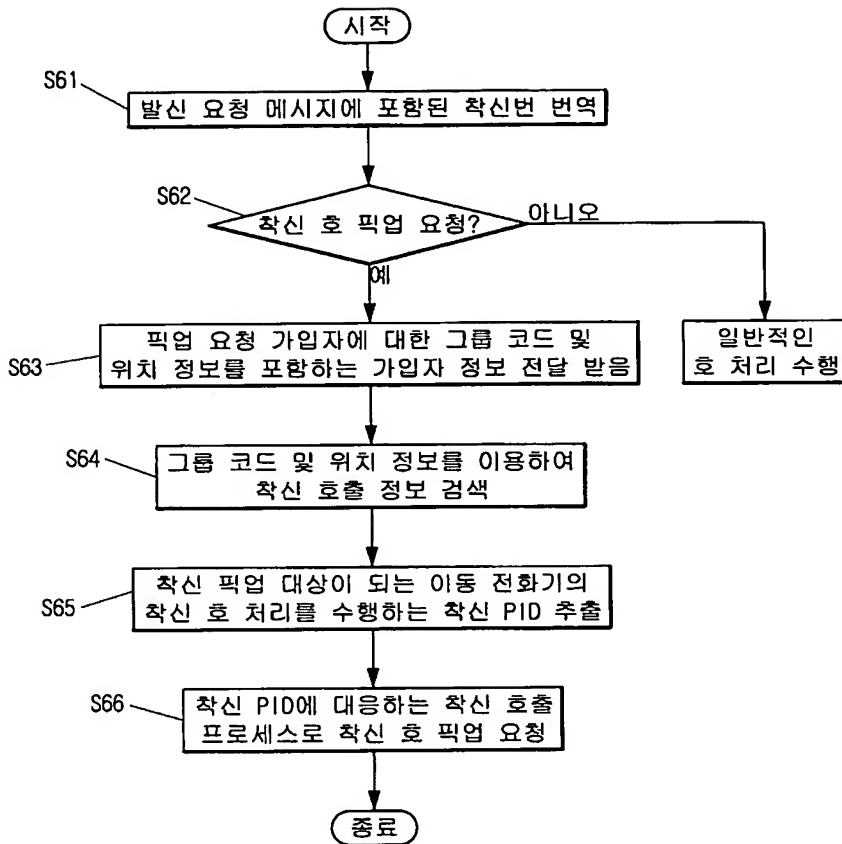 시작
S61
발신 요청 메시지에 포함된 착신번 번역
S62
착신 호 픽업 요청?
아니오
예
S63
픽업 요청 가입자에 대한 그룹 코드 및
위치 정보를 포함하는 가입자 정보 전달 받음
일반적인
호 처리 수행
S64
그룹 코드 및 위치 정보를 이용하여
착신 호출 정보 검색
S65
착신 픽업 대상이 되는 이동 전화기의
착신 호 처리를 수행하는 착신 PID 추출
S66
착신 PID에 대응하는 착신 호출
프로세스로 착신 호 픽업 요청
종료